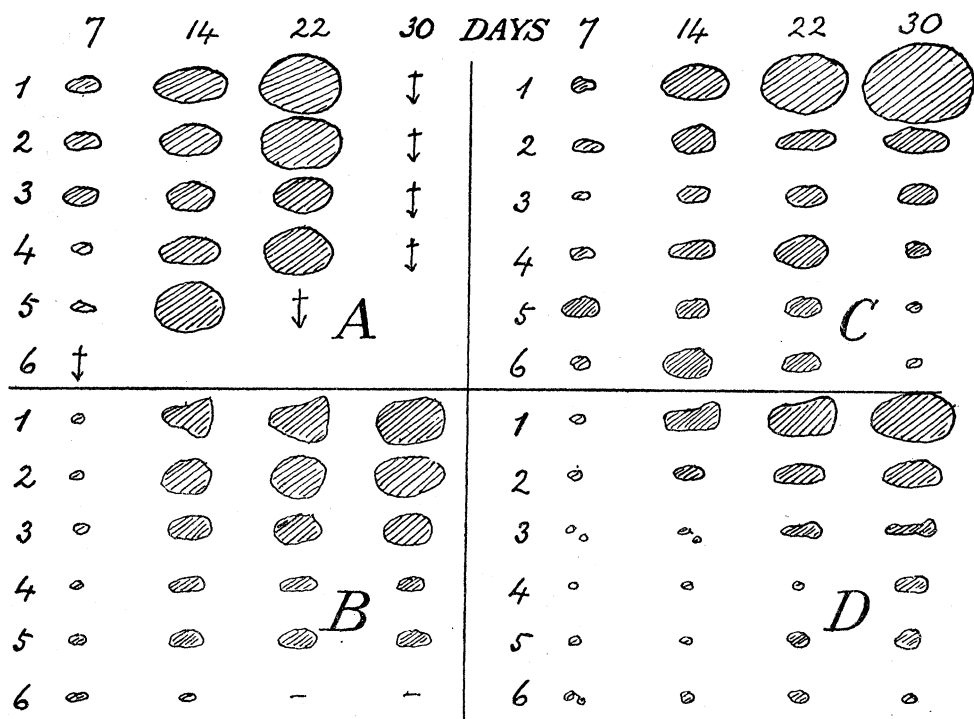 7 14 22 30 DAYS 7 14 22 30
1 † † 1
2 † 2
3 † 3
4 † 4
5 † A 5 C
6 † 6
1 1
2 2
3 3
4 B 4 D
5 5
6 – – 6